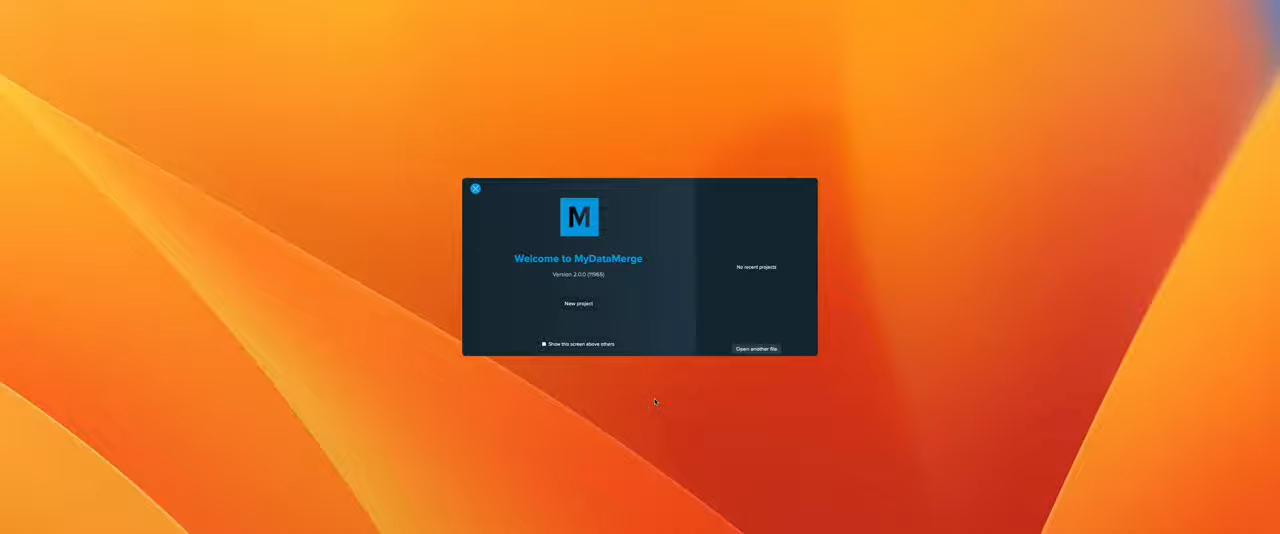 M
Welcome to MyDataMerge
Version 2.0.0 (11965)
New project
Show this screen above others
No recent projects
Open another file